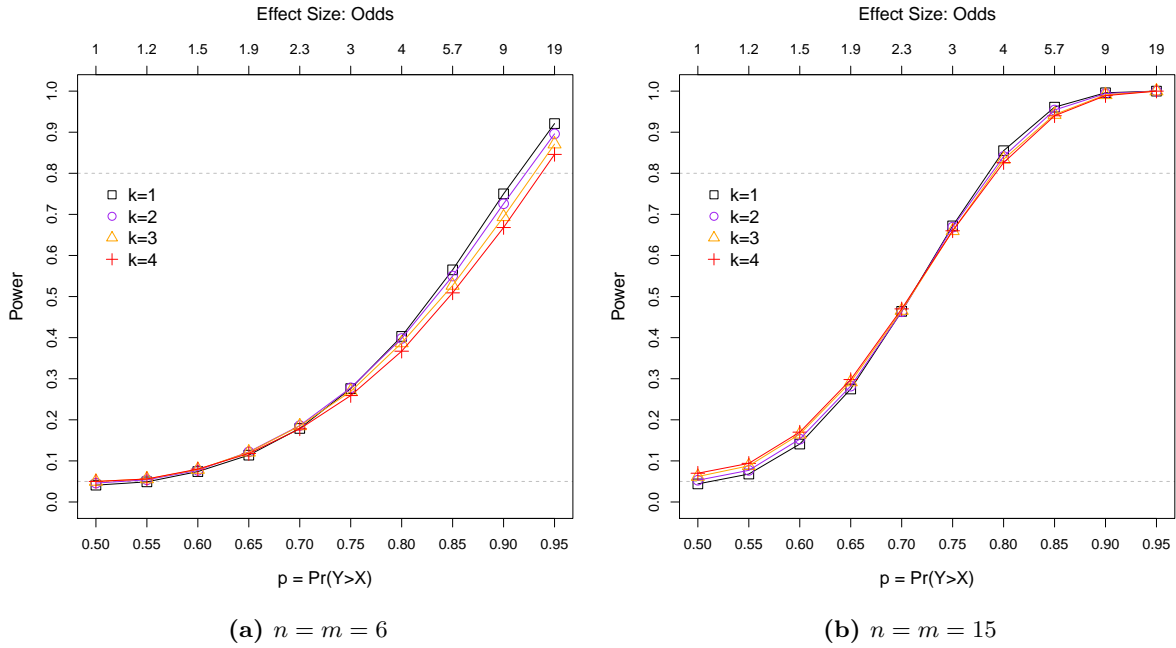 Effect Size: Odds
1 1.2 1.5 1.9 2.3 3 4 5.7 9 19
1.0
0.9
0.8
0.7
0.6
0.5
0.4
0.3
0.2
0.1
0.0
Power
k=1
k=2
k=3
k=4
0.50 0.55 0.60 0.65 0.70 0.75 0.80 0.85 0.90 0.95
p = Pr(Y>X)
(a) n = m = 6
Effect Size: Odds
1 1.2 1.5 1.9 2.3 3 4 5.7 9 19
1.0
0.9
0.8
0.7
0.6
0.5
0.4
0.3
0.2
0.1
0.0
Power
k=1
k=2
k=3
k=4
0.50 0.55 0.60 0.65 0.70 0.75 0.80 0.85 0.90 0.95
p = Pr(Y>X)
(b) n = m = 15